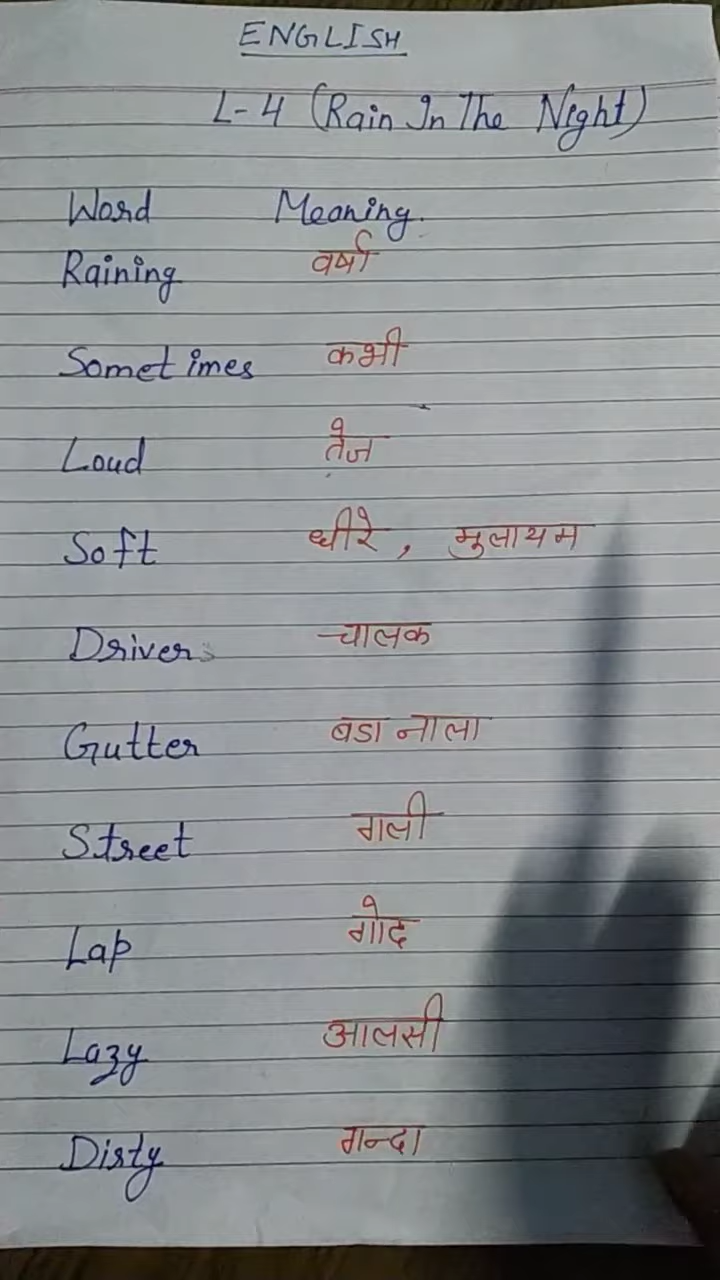 ENGLISH
L-4 (Rain In The Night)
Word Meaning.
Raining वर्षा
Sometimes कभी
Loud तेज
Soft धीरे, मुलायम
Driver चालक
Gutter बडा नाला
Street गली
Lap गोद
Lazy आलसी
Dirty गन्दा